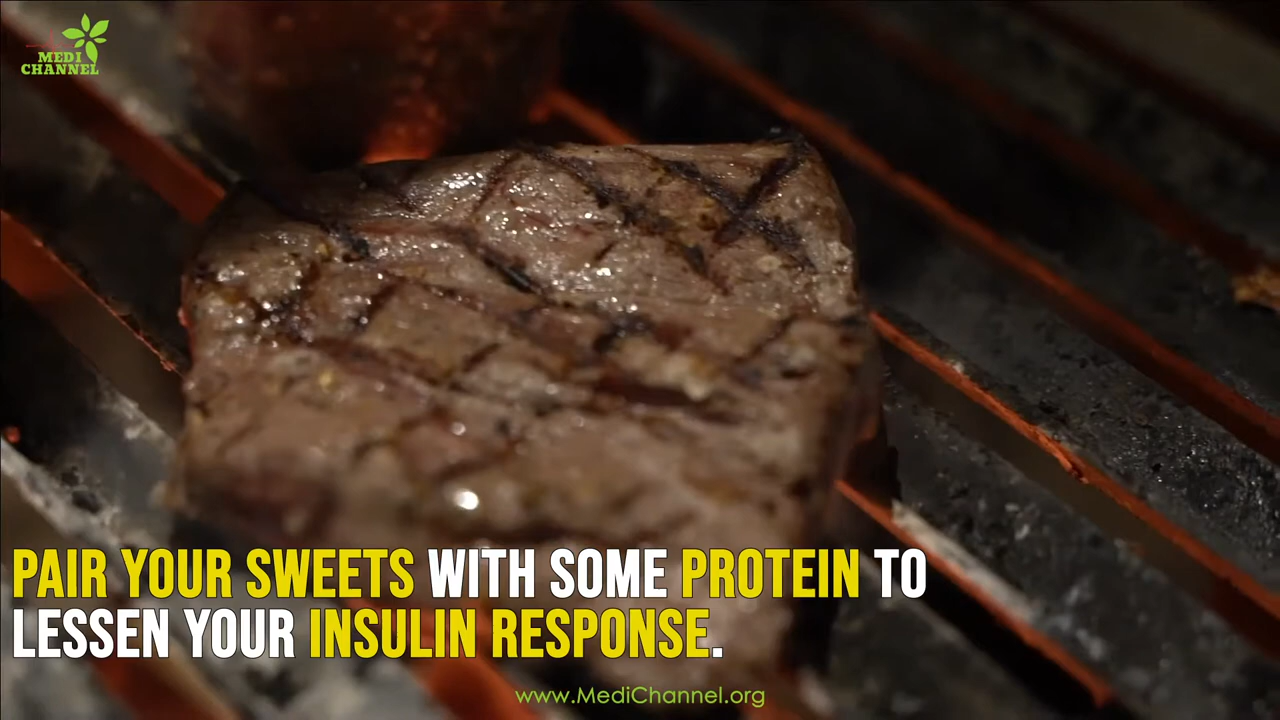 MEDI
CHANNEL
PAIR YOUR SWEETS WITH SOME PROTEIN TO
LESSEN YOUR INSULIN RESPONSE.
www.MediChannel.org